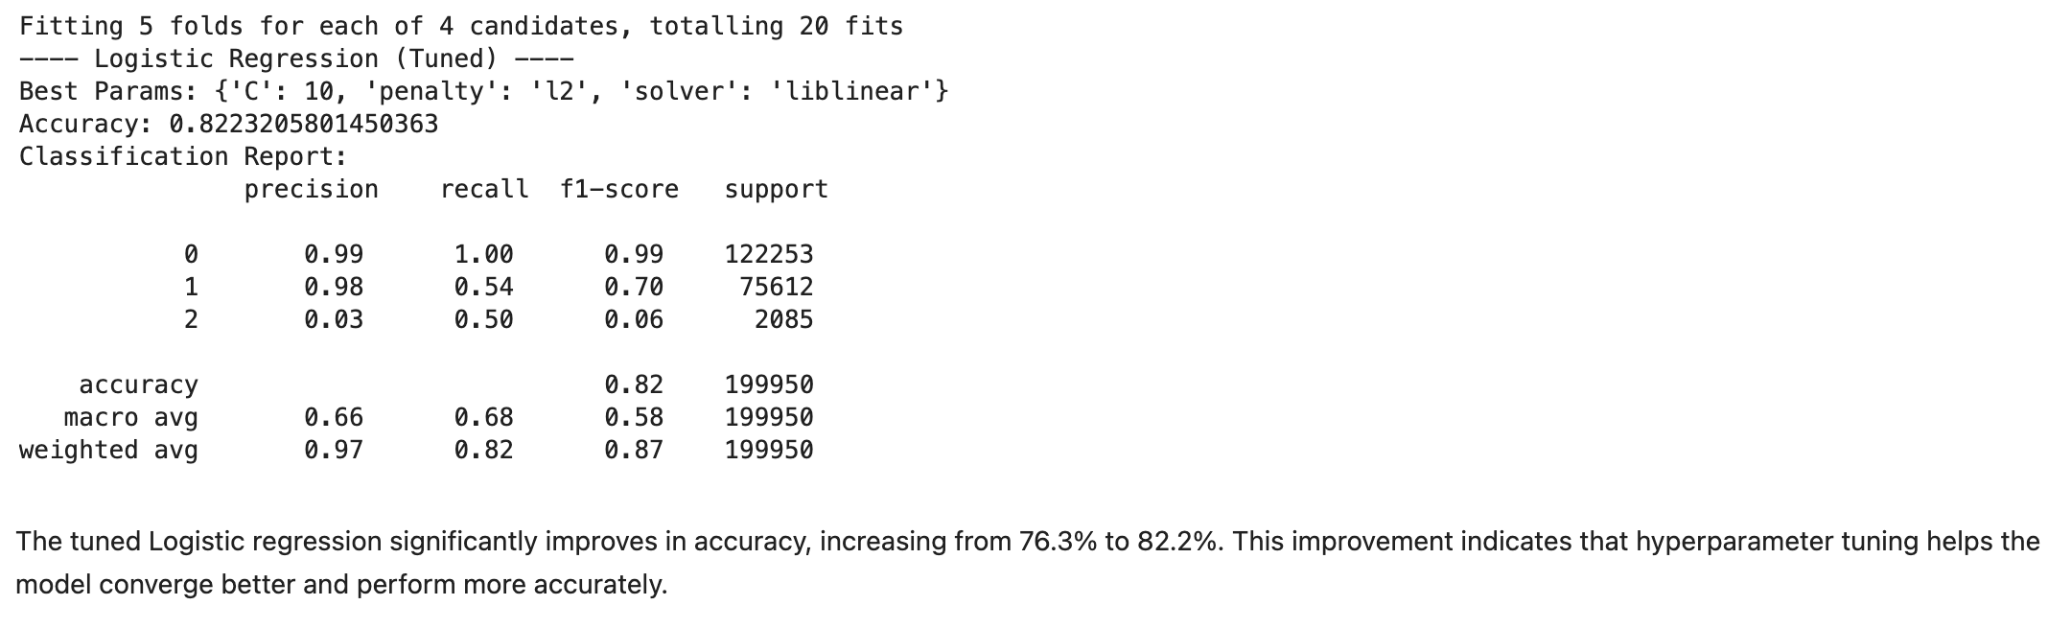 Fitting 5 folds for each of 4 candidates, totalling 20 fits
---- Logistic Regression (Tuned) ----
Best Params: {'C': 10, 'penalty': 'l2', 'solver': 'liblinear'}
Accuracy: 0.8223205801450363
Classification Report:
precision recall f1-score support
0 0.99 1.00 0.99 122253
1 0.98 0.54 0.70 75612
2 0.03 0.50 0.06 2085
accuracy 0.82 199950
macro avg 0.66 0.68 0.58 199950
weighted avg 0.97 0.82 0.87 199950
The tuned Logistic regression significantly improves in accuracy, increasing from 76.3% to 82.2%. This improvement indicates that hyperparameter tuning helps the
model converge better and perform more accurately.